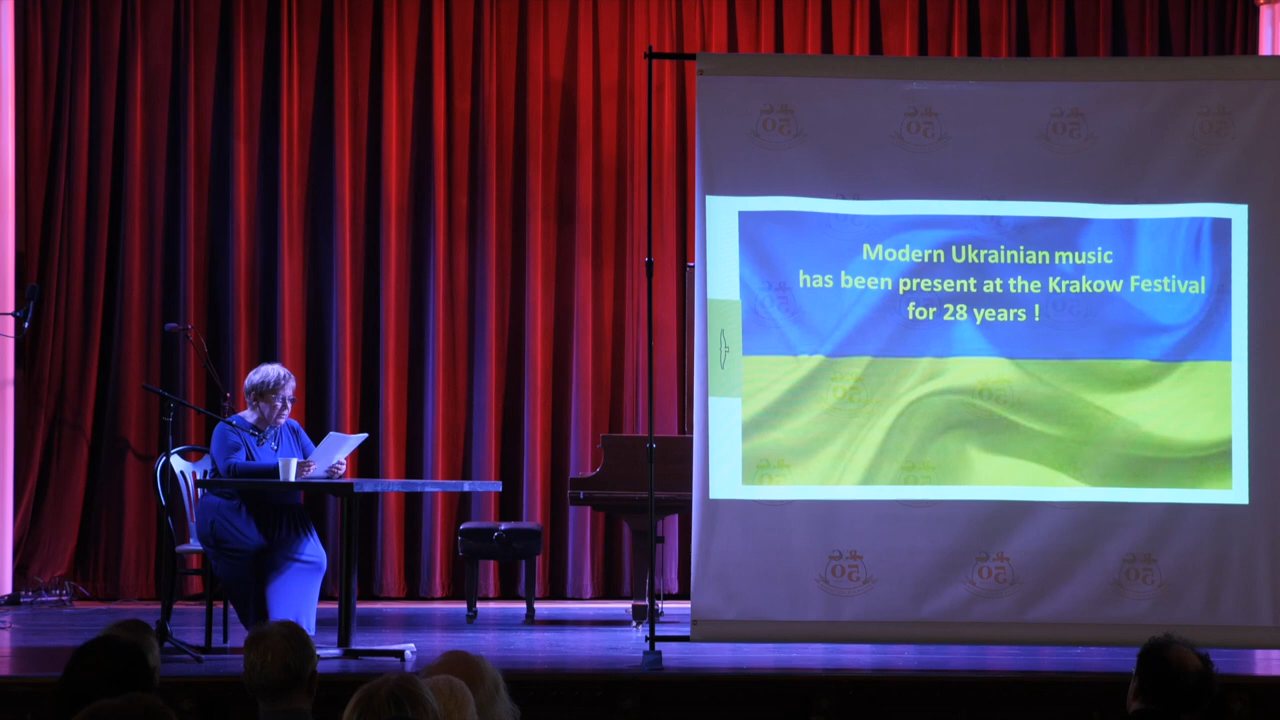 Modern Ukrainian music
has been present at the Krakow Festival
for 28 years !